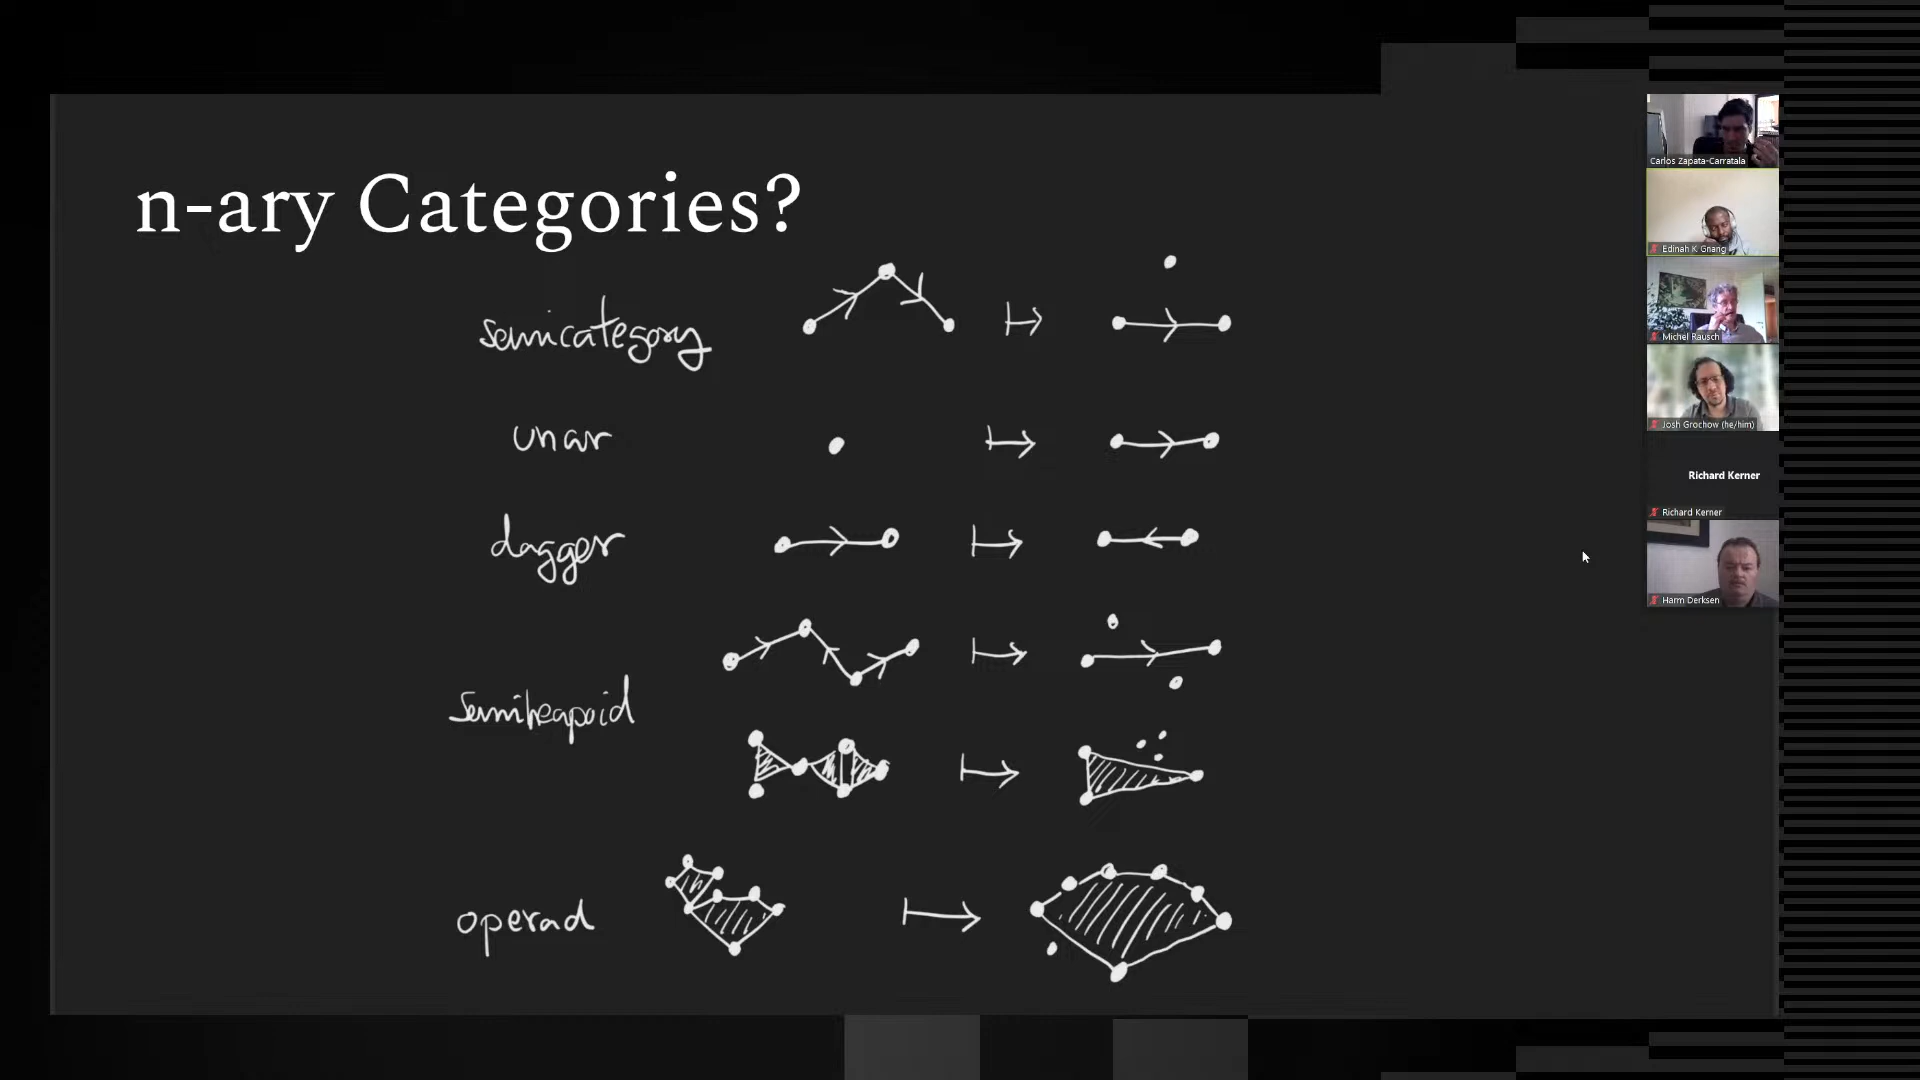 n-ary Categories?
semicategory
unar
dagger
semiheapoid
operad
Carlos Zapata-Carratala
Edinah K Gnang
Michel Rausch
Josh Grochow (he/him)
Richard Kerner
Richard Kerner
Harm Derksen